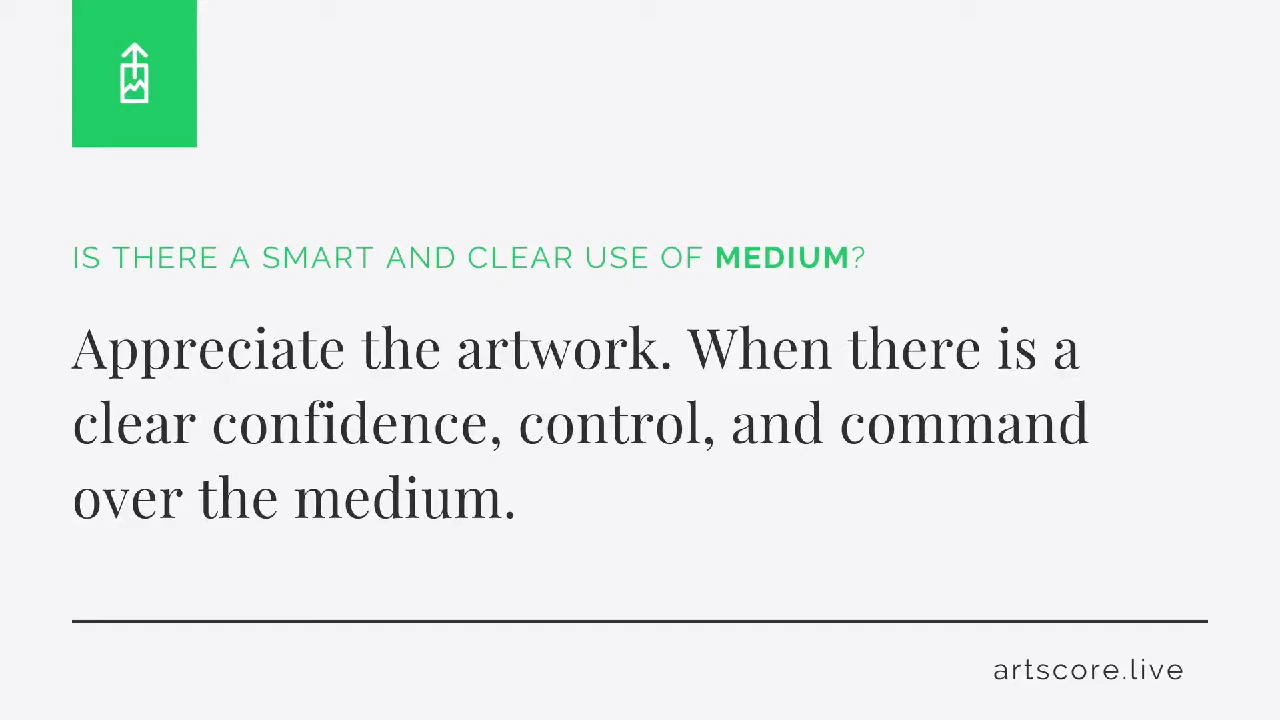 IS THERE A SMART AND CLEAR USE OF MEDIUM?
Appreciate the artwork. When there is a
clear confidence, control, and command
over the medium.
artscore.live